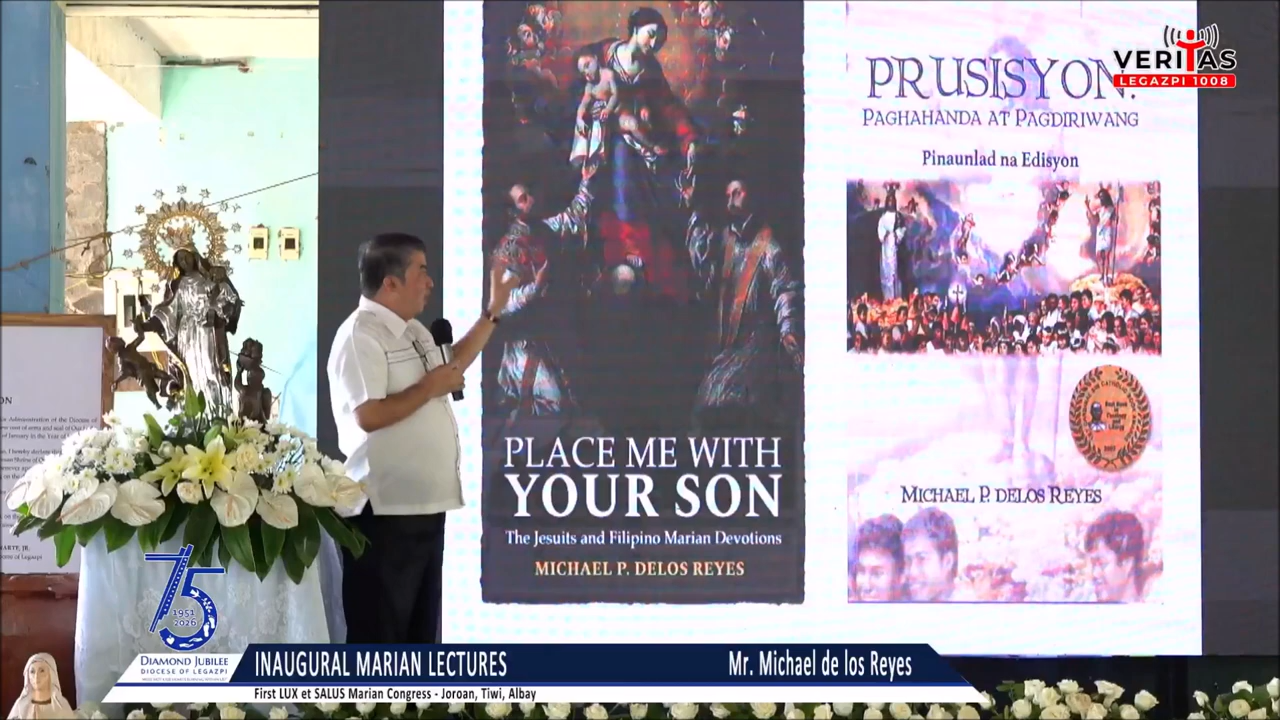 VERITAS
LEGAZPI 1008
PRUSISYON:
PAGHAHANDA AT PAGDIRIWANG
Pinaunlad na Edisyon
MICHAEL P. DELOS REYES
PLACE ME WITH
YOUR SON
The Jesuits and Filipino Marian Devotions
MICHAEL P. DELOS REYES
75
1951
2026
DIAMOND JUBILEE
DIOCESE OF LEGAZPI
INAUGURAL MARIAN LECTURES
Mr. Michael de los Reyes
First LUX et SALUS Marian Congress - Joroan, Tiwi, Albay